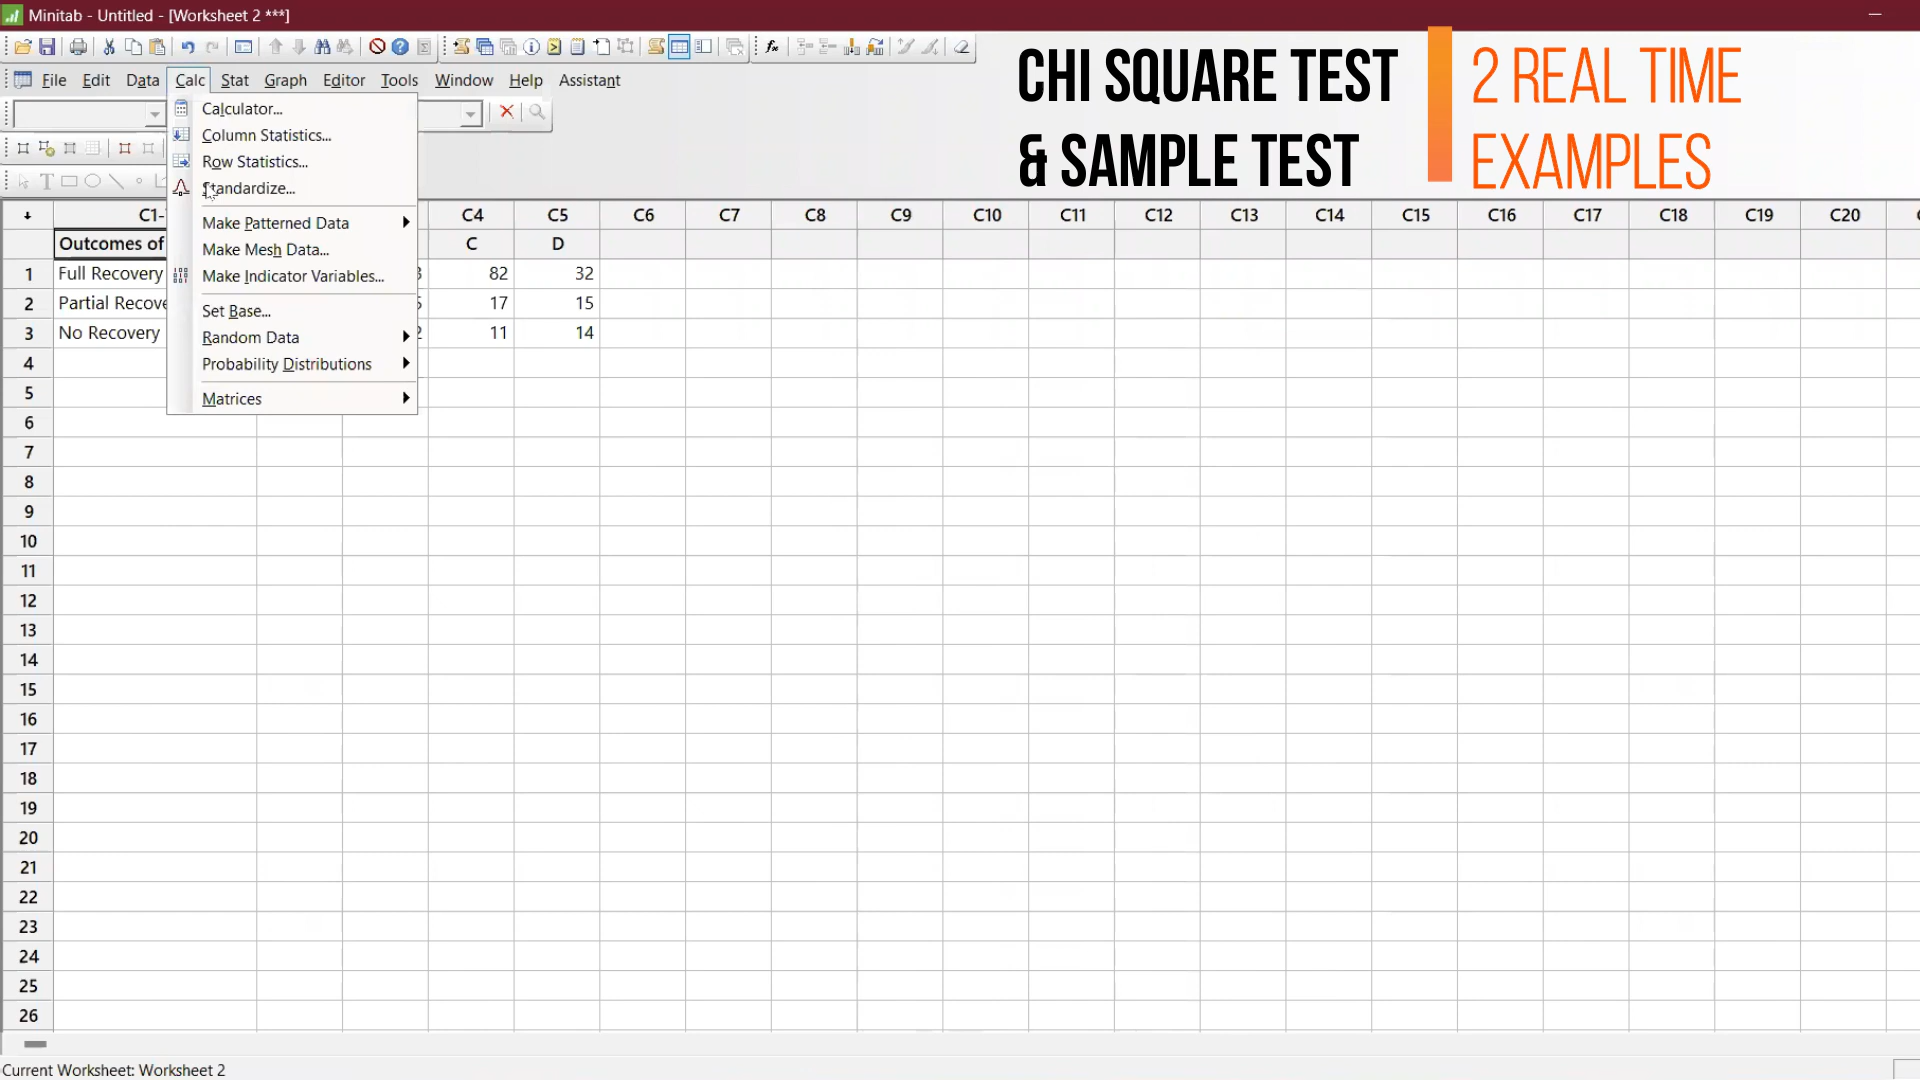 Minitab - Untitled - [Worksheet 2 ***]
File Edit Data Calc Stat Graph Editor Tools Window Help Assistant
CHI SQUARE TEST
& SAMPLE TEST
2 REAL TIME
EXAMPLES
Calculator...
Column Statistics...
Row Statistics...
Standardize...
Make Patterned Data
Make Mesh Data...
Make Indicator Variables...
Set Base...
Random Data
Probability Distributions
Matrices
C1- C4 C5 C6 C7 C8 C9 C10 C11 C12 C13 C14 C15 C16 C17 C18 C19 C20
Outcomes of C D
1 Full Recovery 82 32
2 Partial 17 15
3 No Recovery 11 14
4
5
6
7
8
9
10
11
12
13
14
15
16
17
18
19
20
21
22
23
24
25
26
Current Worksheet: Worksheet 2